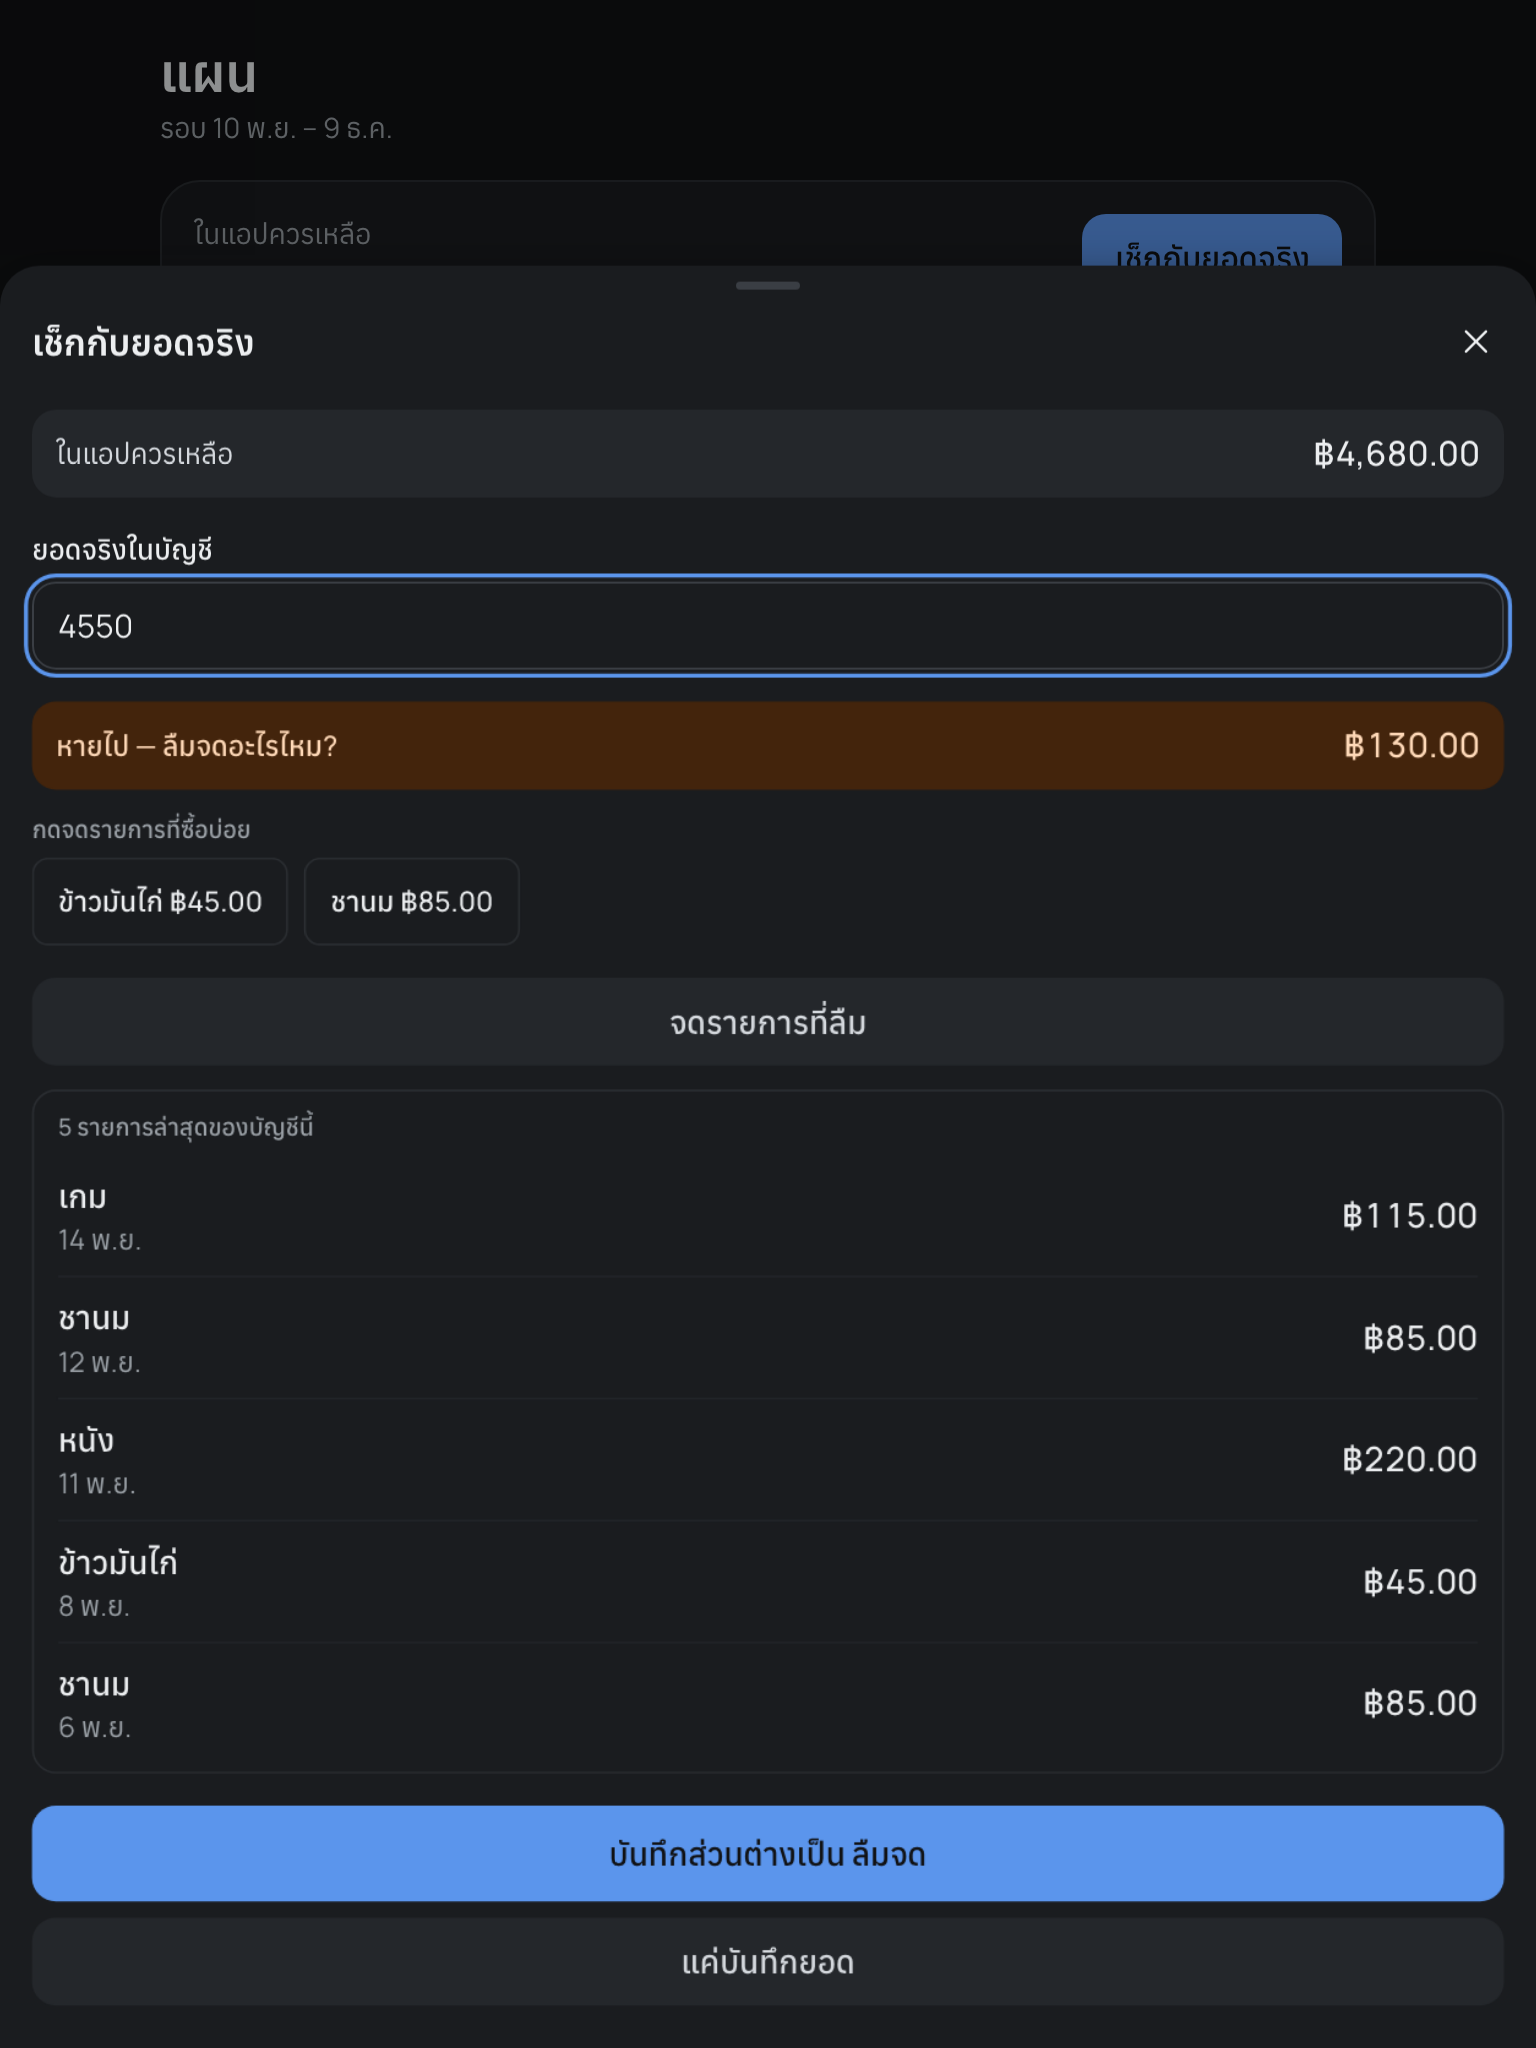 แผน
รอบ 10 พ.ย. – 9 ธ.ค.
ในแอปควรเหลือ
เช็กกับยอดจริง
เช็กกับยอดจริง
ในแอปควรเหลือ ฿4,680.00
ยอดจริงในบัญชี
4550
หายไป — ลืมจดอะไรไหม? ฿130.00
กดจดรายการที่ซื้อบ่อย
ข้าวมันไก่ ฿45.00
ชานม ฿85.00
จดรายการที่ลืม
5 รายการล่าสุดของบัญชีนี้
เกม
14 พ.ย.
฿115.00
ชานม
12 พ.ย.
฿85.00
หนัง
11 พ.ย.
฿220.00
ข้าวมันไก่
8 พ.ย.
฿45.00
ชานม
6 พ.ย.
฿85.00
บันทึกส่วนต่างเป็น ลืมจด
แค่บันทึกยอด